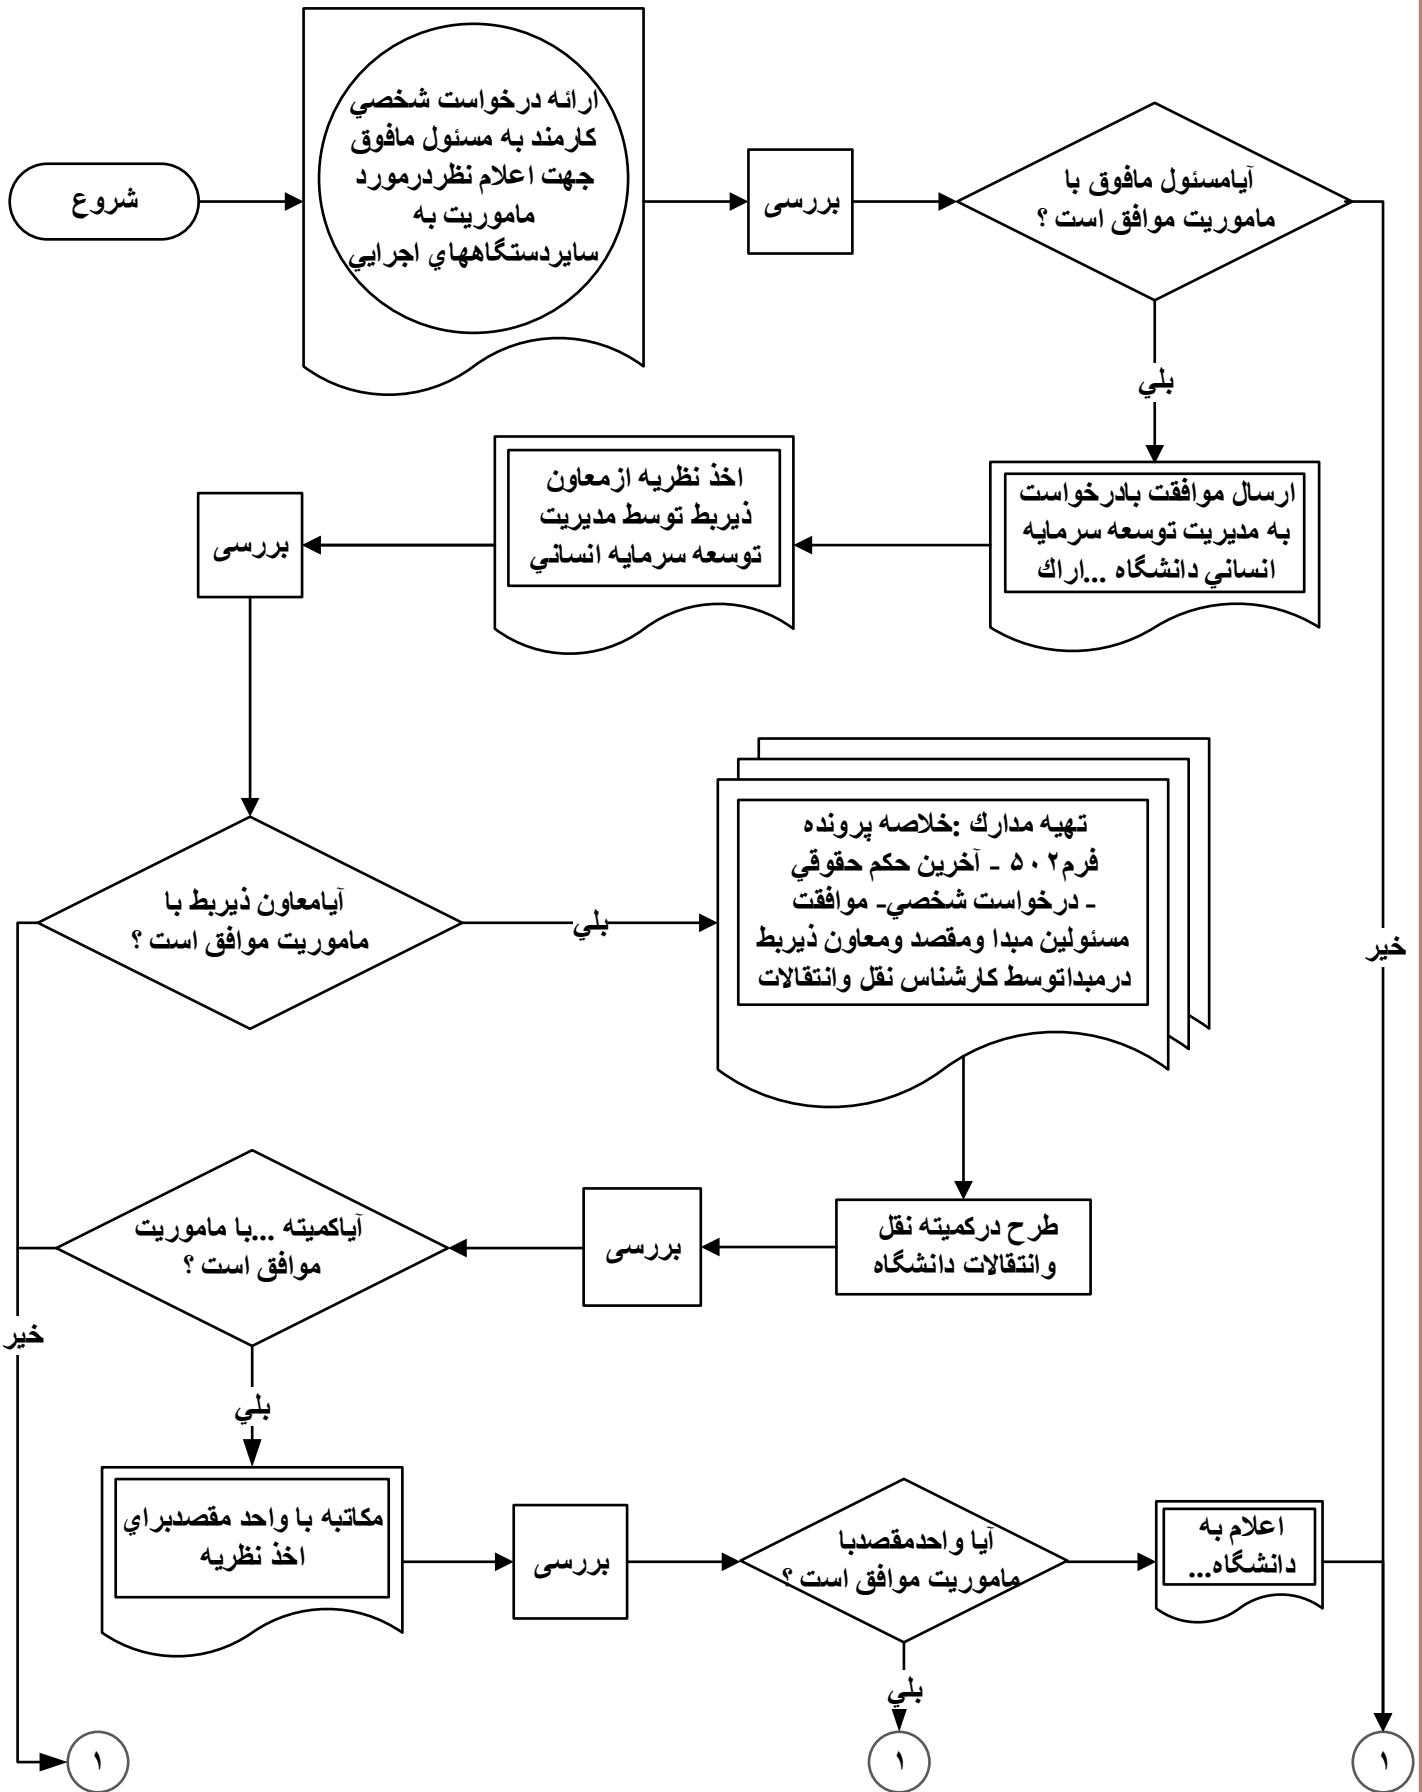 شروع
ارائه درخواست شخصي
كارمند به مسئول مافوق
جهت اعلام نظردرمورد
ماموريت به
سايردستگاههاي اجرايي
بررسی
آيامسئول مافوق با
ماموريت موافق است ؟
بلي
ارسال موافقت بادرخواست
به مديريت توسعه سرمايه
انساني دانشگاه ...اراك
اخذ نظريه ازمعاون
ذيربط توسط مديريت
توسعه سرمايه انساني
بررسی
آيامعاون ذيربط با
ماموريت موافق است ؟
بلي
تهيه مدارك :خلاصه پرونده
فرم۵۰۲ - آخرين حكم حقوقي
- درخواست شخصي- موافقت
مسئولين مبدا ومقصد ومعاون ذيربط
درمبداتوسط كارشناس نقل وانتقالات
خير
طرح دركميته نقل
وانتقالات دانشگاه
بررسی
آياكميته ...با ماموريت
موافق است ؟
خير
بلي
مكاتبه با واحد مقصدبراي
اخذ نظريه
بررسی
آيا واحدمقصدبا
ماموريت موافق است ؟
اعلام به
دانشگاه...
بلي
۱
۱
۱